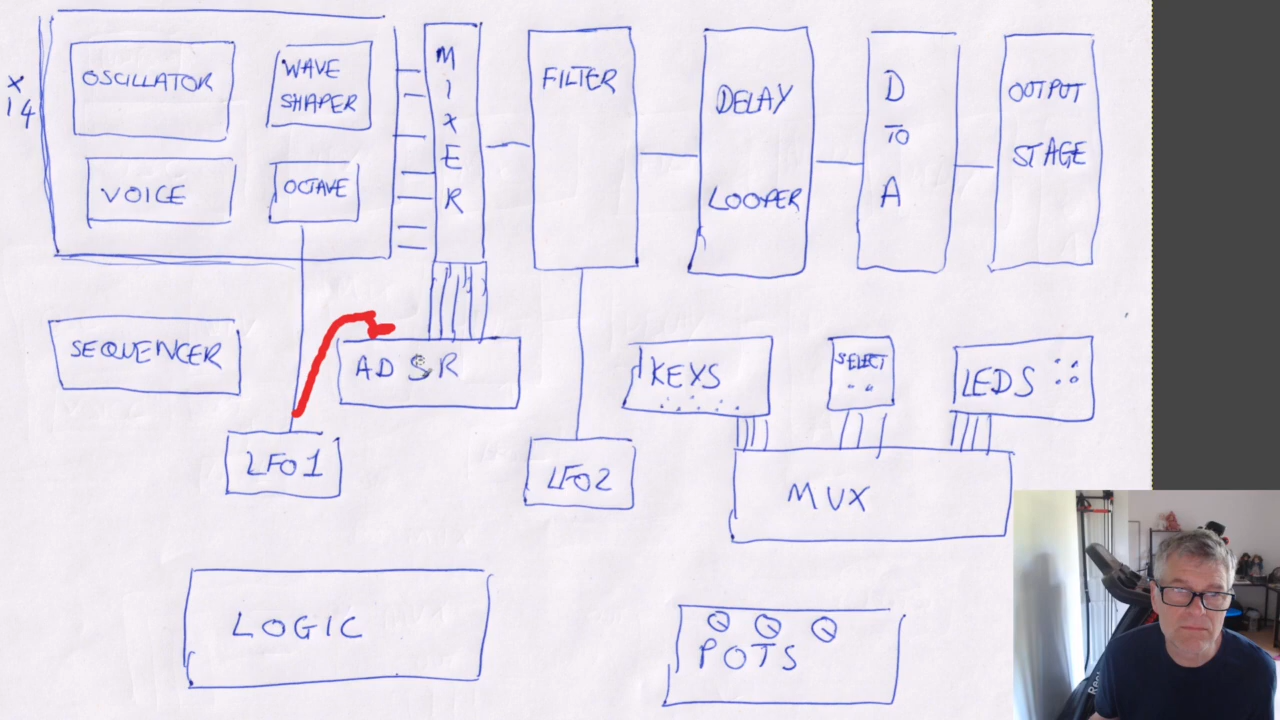 x
14
OSCILLATOR
WAVE
SHAPER
VOICE
OCTAVE
MIXER
FILTER
DELAY
LOOPER
D
TO
A
OUTPUT
STAGE
SEQUENCER
ADSR
KEYS
SELECT
LEDS
LFO1
LFO2
MUX
LOGIC
POTS